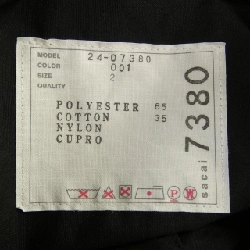 MODEL 24-07380
COLOR 001
SIZE 2
QUALITY
POLYESTER 65
COTTON 35
NYLON
CUPRO
sacai 7380
P W